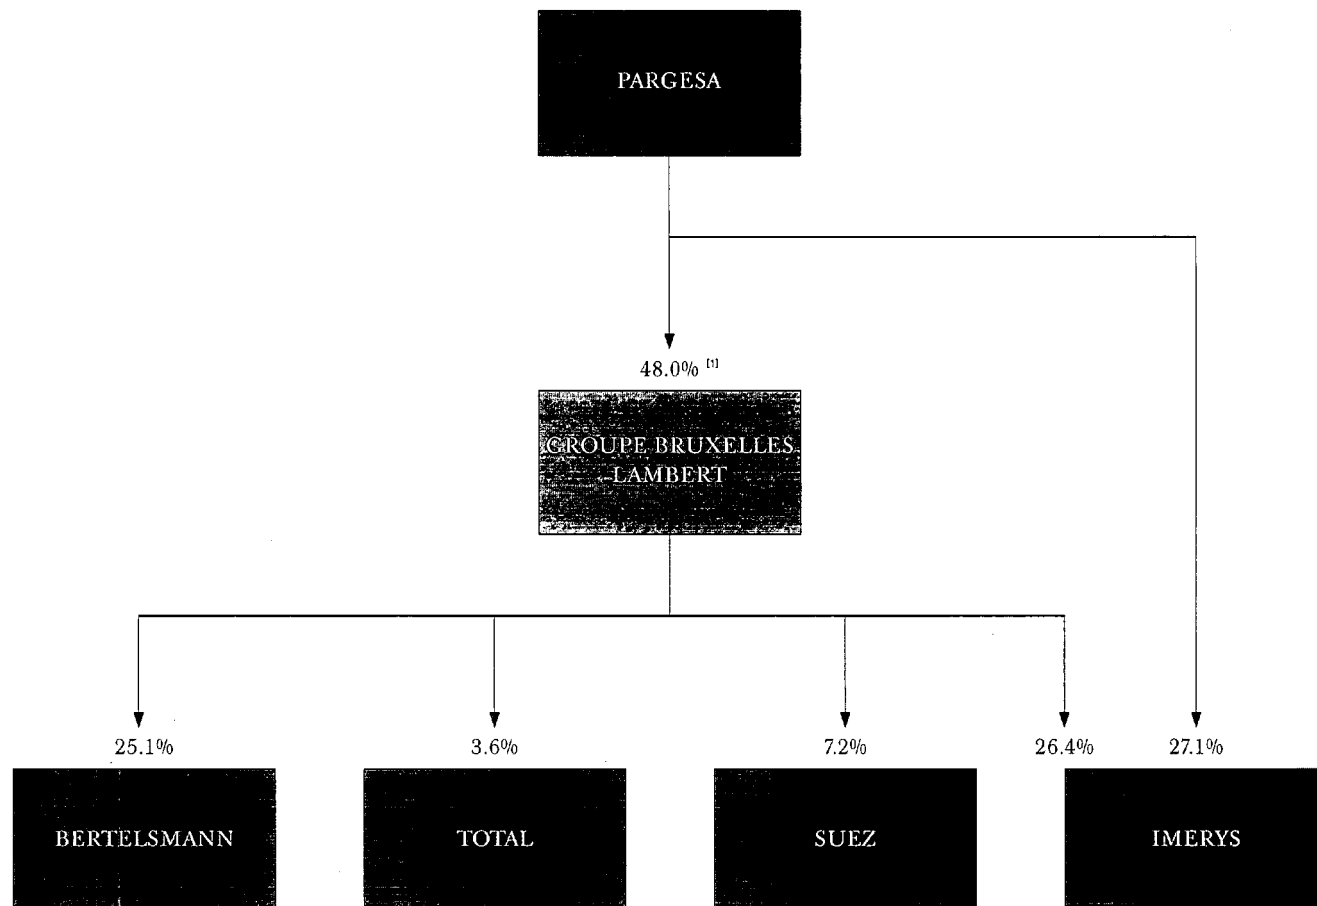 PARGESA
48.0% [1]
GROUPE BRUXELLES
LAMBERT
25.1%
3.6%
7.2%
26.4%
27.1%
BERTELSMANN
TOTAL
SUEZ
IMERYS